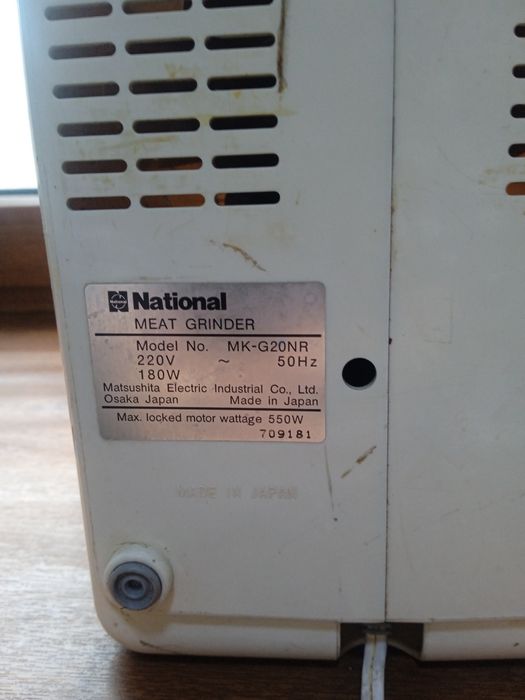 National National
MEAT GRINDER
Model No. MK-G20NR
220V ~ 50Hz
180W
Matsushita Electric Industrial Co., Ltd.
Osaka Japan Made in Japan
Max. locked motor wattage 550W
709181
MADE IN JAPAN